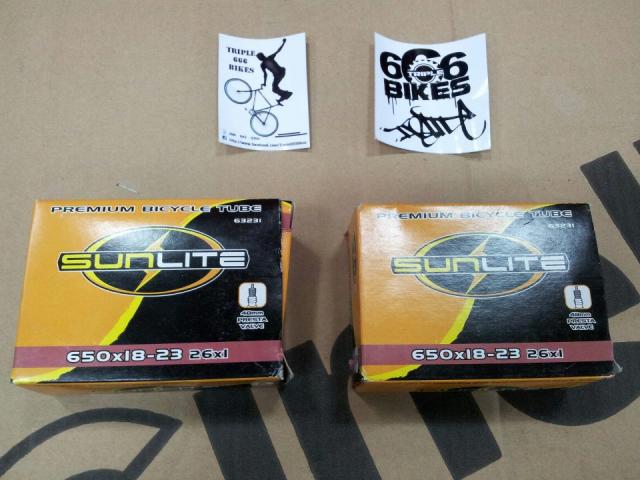 TRIPLE
666
BIKES
666
TRIPLE
BIKES
PREMIUM BICYCLE TUBE
63231
SUNLITE
48mm
PRESTA
VALVE
650x18-23 26x1
PREMIUM BICYCLE TUBE
63231
SUNLITE
48mm
PRESTA
VALVE
650x18-23 26x1